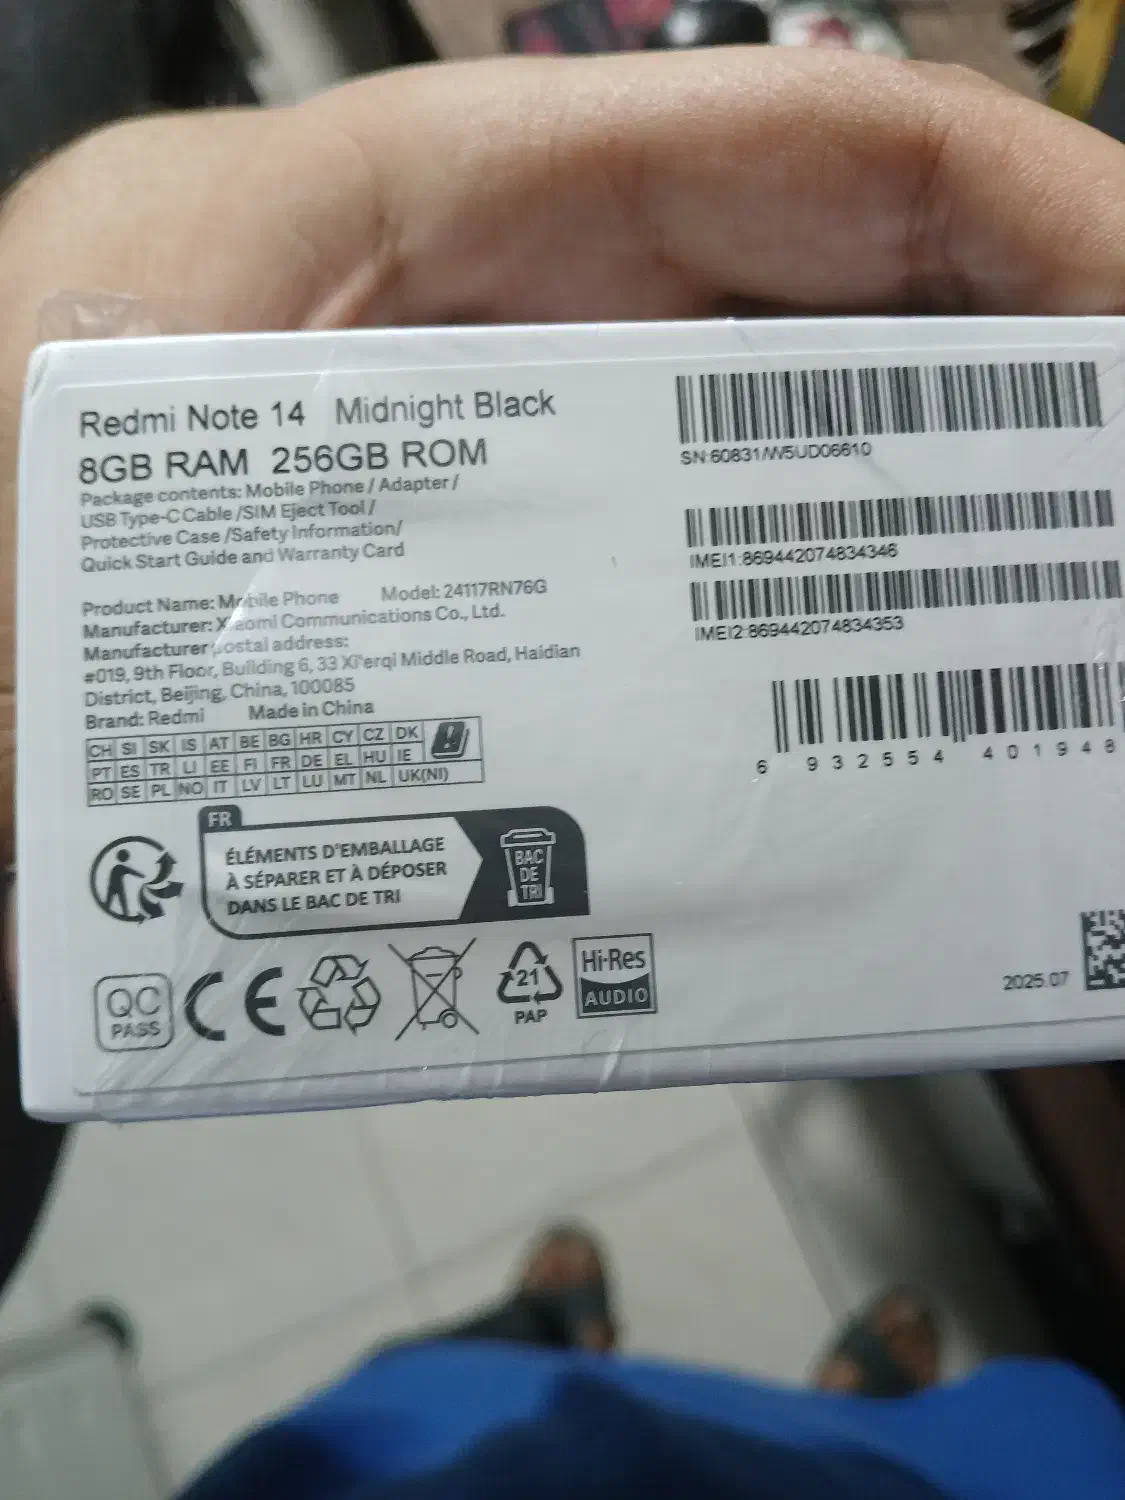 Redmi Note 14 Midnight Black
8GB RAM 256GB ROM
Package contents: Mobile Phone / Adapter /
USB Type-C Cable /SIM Eject Tool /
Protective Case /Safety Information/
Quick Start Guide and Warranty Card
Product Name: Mobile Phone Model: 24117RN76G
Manufacturer: Xiaomi Communications Co., Ltd.
Manufacturer postal address:
#019, 9th Floor, Building 6, 33 Xi'erqi Middle Road, Haidian
District, Beijing, China, 100085
Brand: Redmi Made in China
CH SI SK IS AT BE BG HR CY CZ DK
PT ES TR LI EE FI FR DE EL HU IE
RO SE PL NO IT LV LT LU MT NL UK(NI)
FR
ÉLÉMENTS D'EMBALLAGE
À SÉPARER ET À DÉPOSER
DANS LE BAC DE TRI
BAC
DE
TRI
QC
PASS
CE
21
PAP
Hi-Res
AUDIO
SN:60831/W5UD06610
IMEI1:869442074834346
IMEI2:869442074834353
6 932554 401948
2025.07